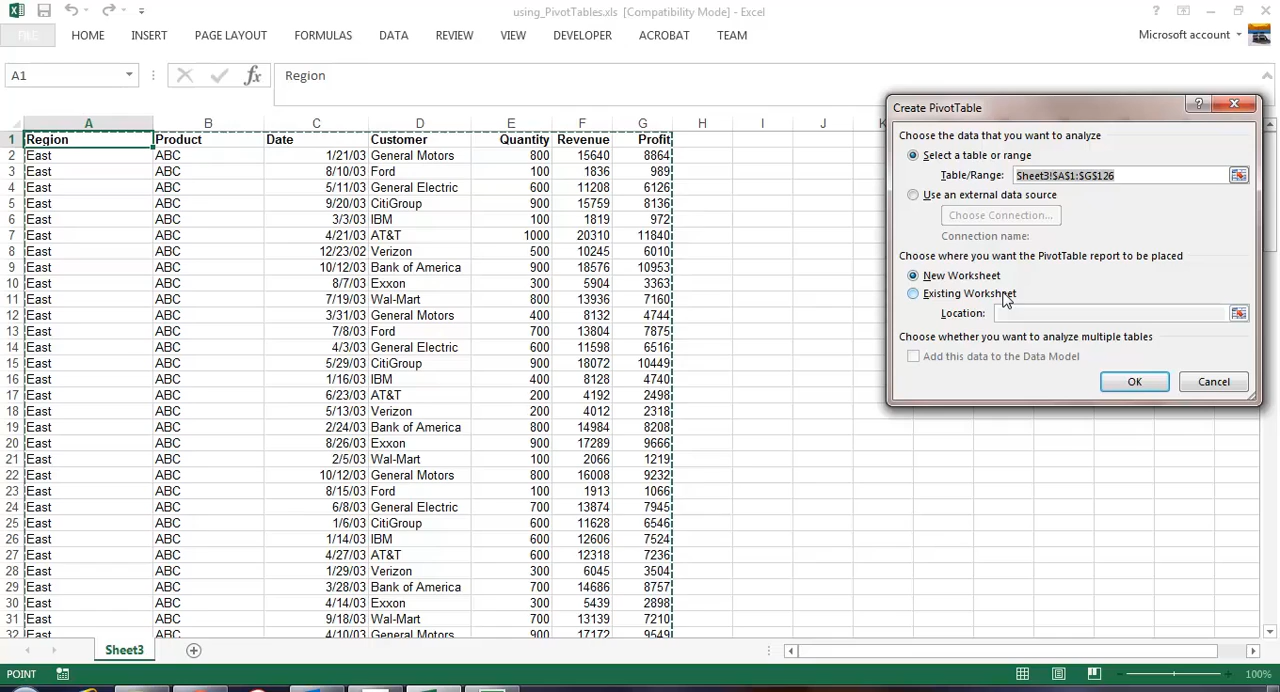 using_PivotTables.xls [Compatibility Mode] - Excel
FILE HOME INSERT PAGE LAYOUT FORMULAS DATA REVIEW VIEW DEVELOPER ACROBAT TEAM Microsoft account
A1 fx Region
A B C D E F G H I J K
1 Region Product Date Customer Quantity Revenue Profit
2 East ABC 1/21/03 General Motors 800 15640 8864
3 East ABC 8/10/03 Ford 100 1836 989
4 East ABC 5/11/03 General Electric 600 11208 6126
5 East ABC 9/20/03 CitiGroup 800 15759 8136
6 East ABC 3/3/03 IBM 100 1819 972
7 East ABC 4/21/03 AT&T 1000 20310 11840
8 East ABC 12/23/02 Verizon 500 10245 6010
9 East ABC 10/12/03 Bank of America 900 18576 10953
10 East ABC 8/7/03 Exxon 300 5904 3363
11 East ABC 7/19/03 Wal-Mart 800 13936 7160
12 East ABC 3/31/03 General Motors 400 8132 4744
13 East ABC 7/8/03 Ford 700 13804 7875
14 East ABC 4/3/03 General Electric 600 11598 6516
15 East ABC 5/29/03 CitiGroup 900 18072 10449
16 East ABC 1/16/03 IBM 400 8128 4740
17 East ABC 6/23/03 AT&T 200 4192 2498
18 East ABC 5/13/03 Verizon 200 4012 2318
19 East ABC 2/24/03 Bank of America 800 14984 8208
20 East ABC 8/26/03 Exxon 900 17289 9666
21 East ABC 2/5/03 Wal-Mart 100 2066 1219
22 East ABC 10/12/03 General Motors 800 16008 9232
23 East ABC 8/15/03 Ford 100 1913 1066
24 East ABC 6/8/03 General Electric 700 13874 7945
25 East ABC 1/6/03 CitiGroup 600 11628 6546
26 East ABC 1/14/03 IBM 600 12606 7524
27 East ABC 4/27/03 AT&T 600 12318 7236
28 East ABC 1/29/03 Verizon 300 6045 3504
29 East ABC 3/28/03 Bank of America 700 14686 8757
30 East ABC 4/14/03 Exxon 300 5439 2898
31 East ABC 9/18/03 Wal-Mart 700 13139 7210
32 East ABC 4/10/03 General Motors 900 17172 9549
Create PivotTable
Choose the data that you want to analyze
Select a table or range
Table/Range: Sheet3!$A$1:$G$126
Use an external data source
Choose Connection...
Connection name:
Choose where you want the PivotTable report to be placed
New Worksheet
Existing Worksheet
Location:
Choose whether you want to analyze multiple tables
Add this data to the Data Model
OK Cancel
Sheet3
POINT 100%